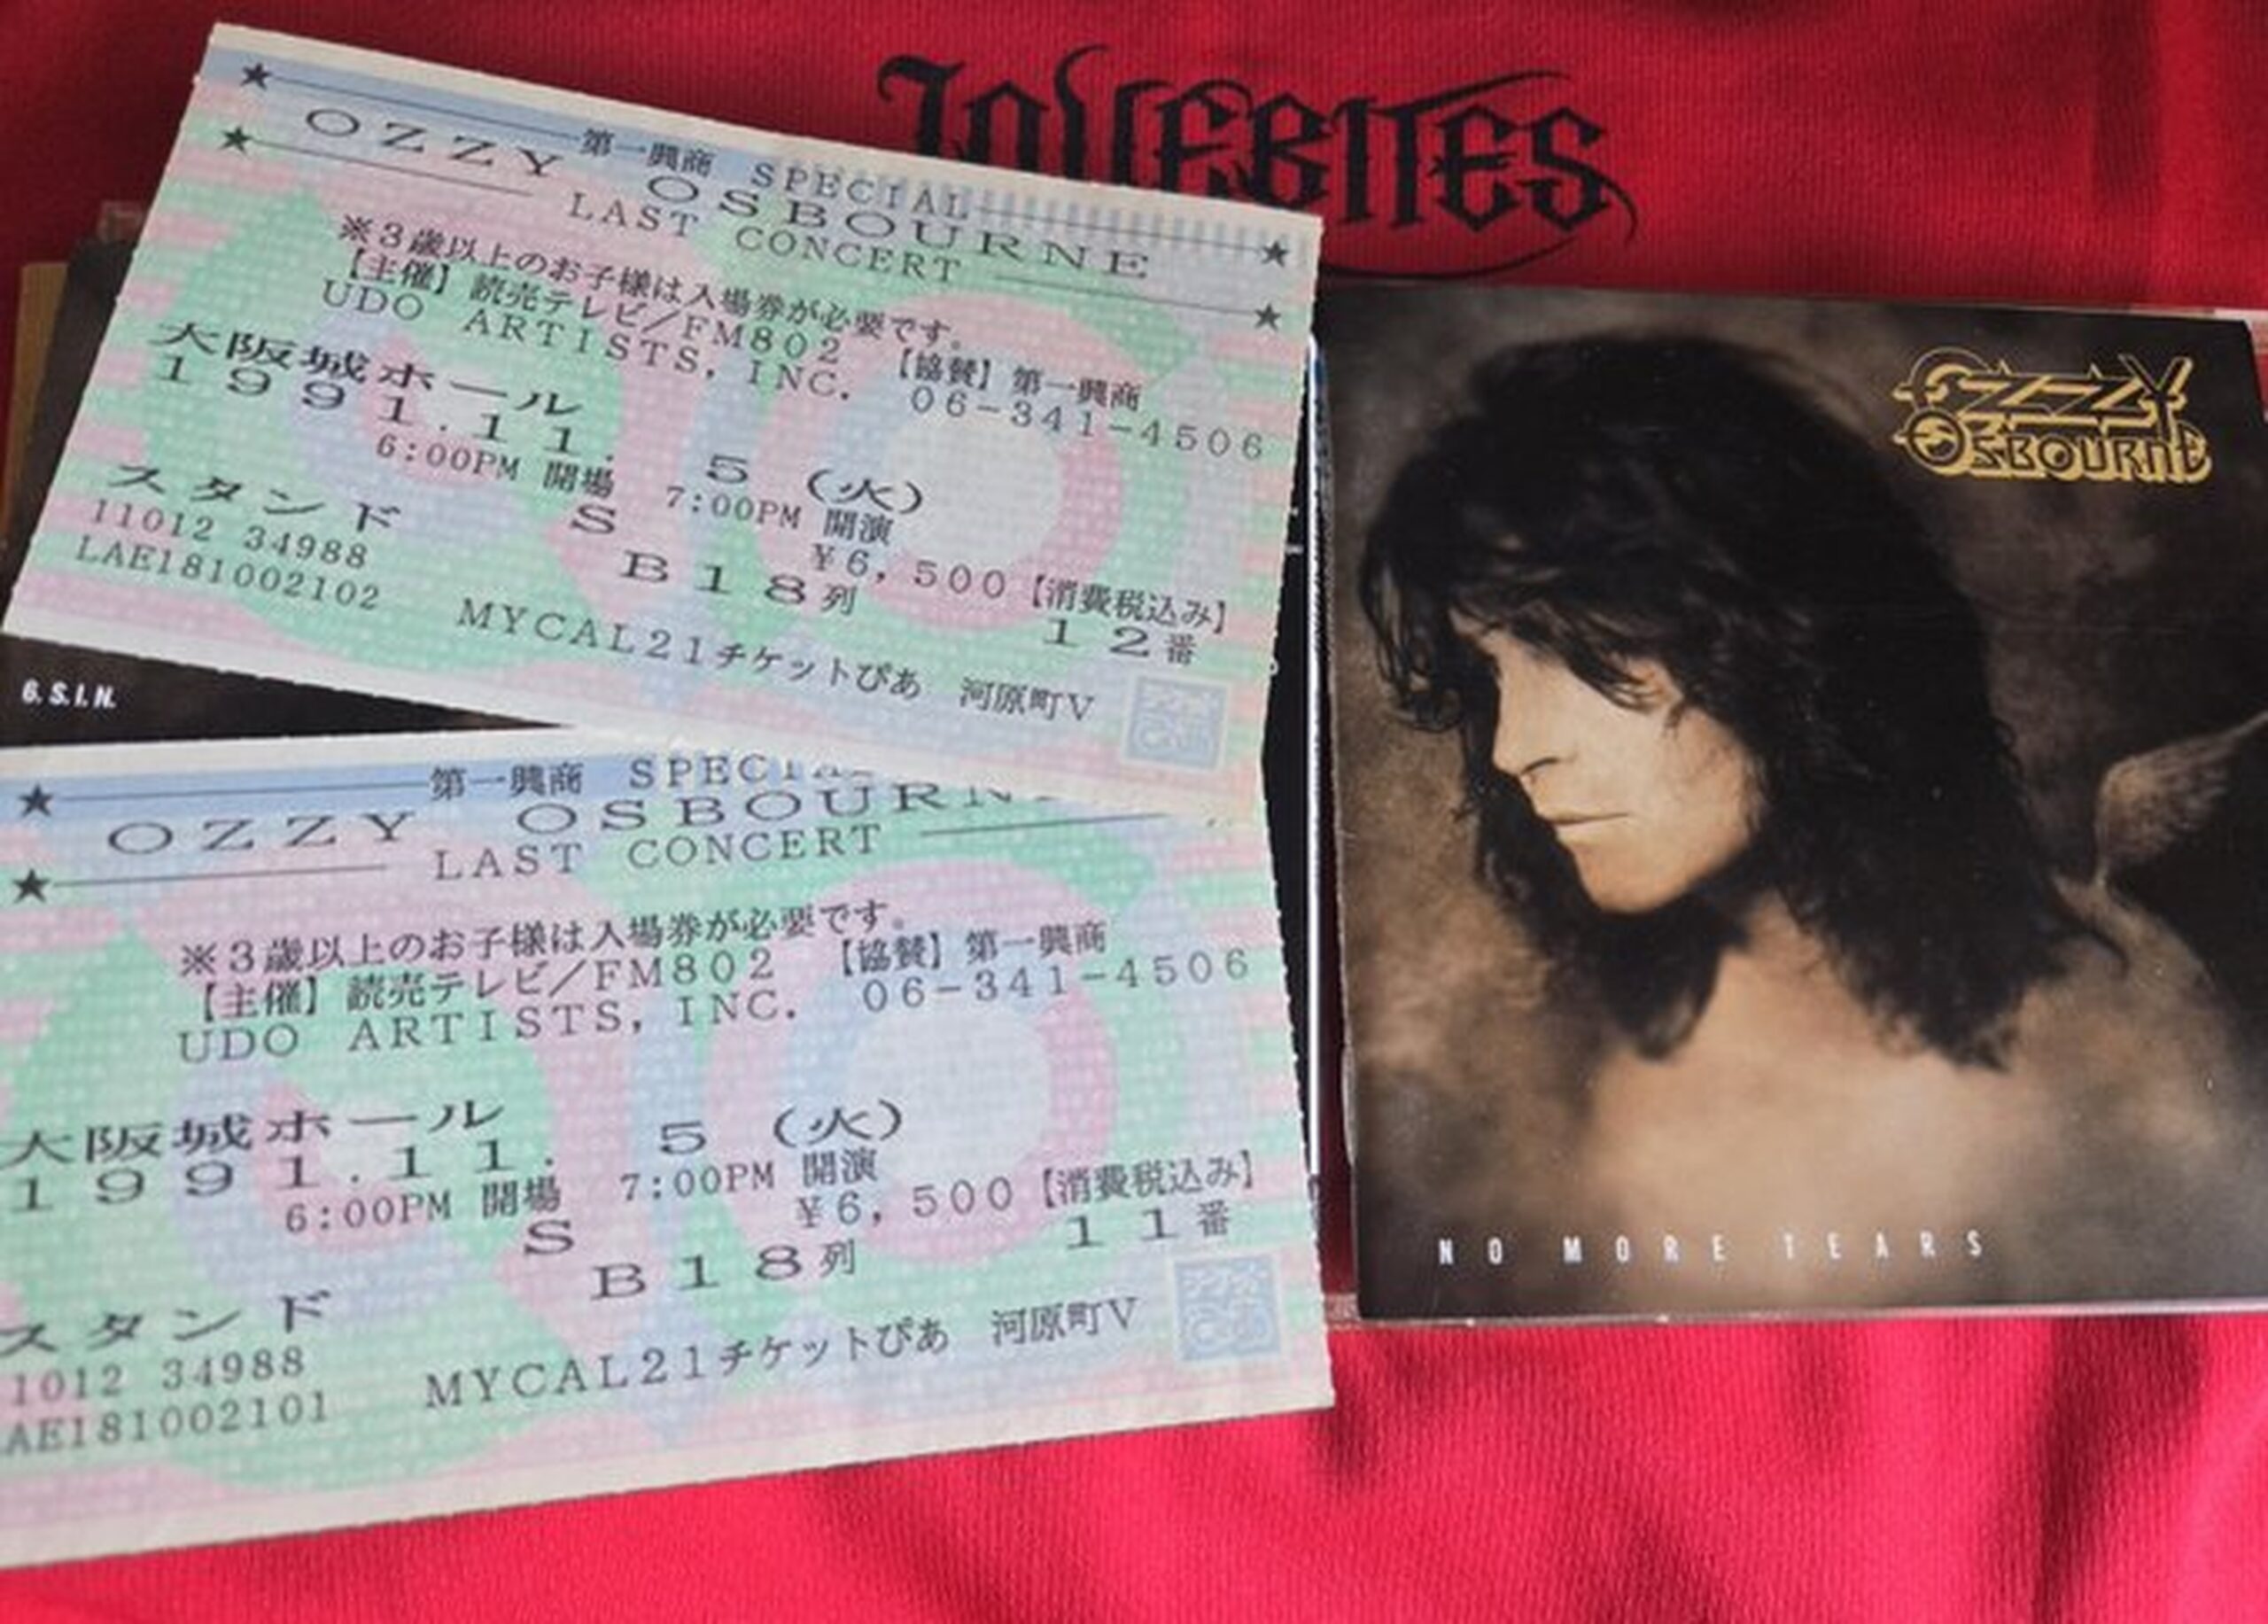 LOVEBITES
第一興商 SPECIAL
OZZY OSBOURNE
LAST CONCERT
※3歳以上のお子様は入場券が必要です。
【主催】読売テレビ/FM802 【協賛】第一興商
UDO ARTISTS, INC. 06-341-4506
大阪城ホール
1991.11. 5 (火)
6:00PM 開場 7:00PM 開演
S ¥6,500【消費税込み】
スタンド B18列 12番
11012 34988
LAE181002102 MYCAL21チケットぴあ 河原町V
6. S.I.N.
第一興商 SPECIAL
OZZY OSBOURNE
LAST CONCERT
※3歳以上のお子様は入場券が必要です。
【主催】読売テレビ/FM802 【協賛】第一興商
UDO ARTISTS, INC. 06-341-4506
大阪城ホール
1991.11. 5 (火)
6:00PM 開場 7:00PM 開演
S ¥6,500【消費税込み】
スタンド B18列 11番
1012 34988
AE181002101 MYCAL21チケットぴあ 河原町V
OZZY
OSBOURNE
NO MORE TEARS